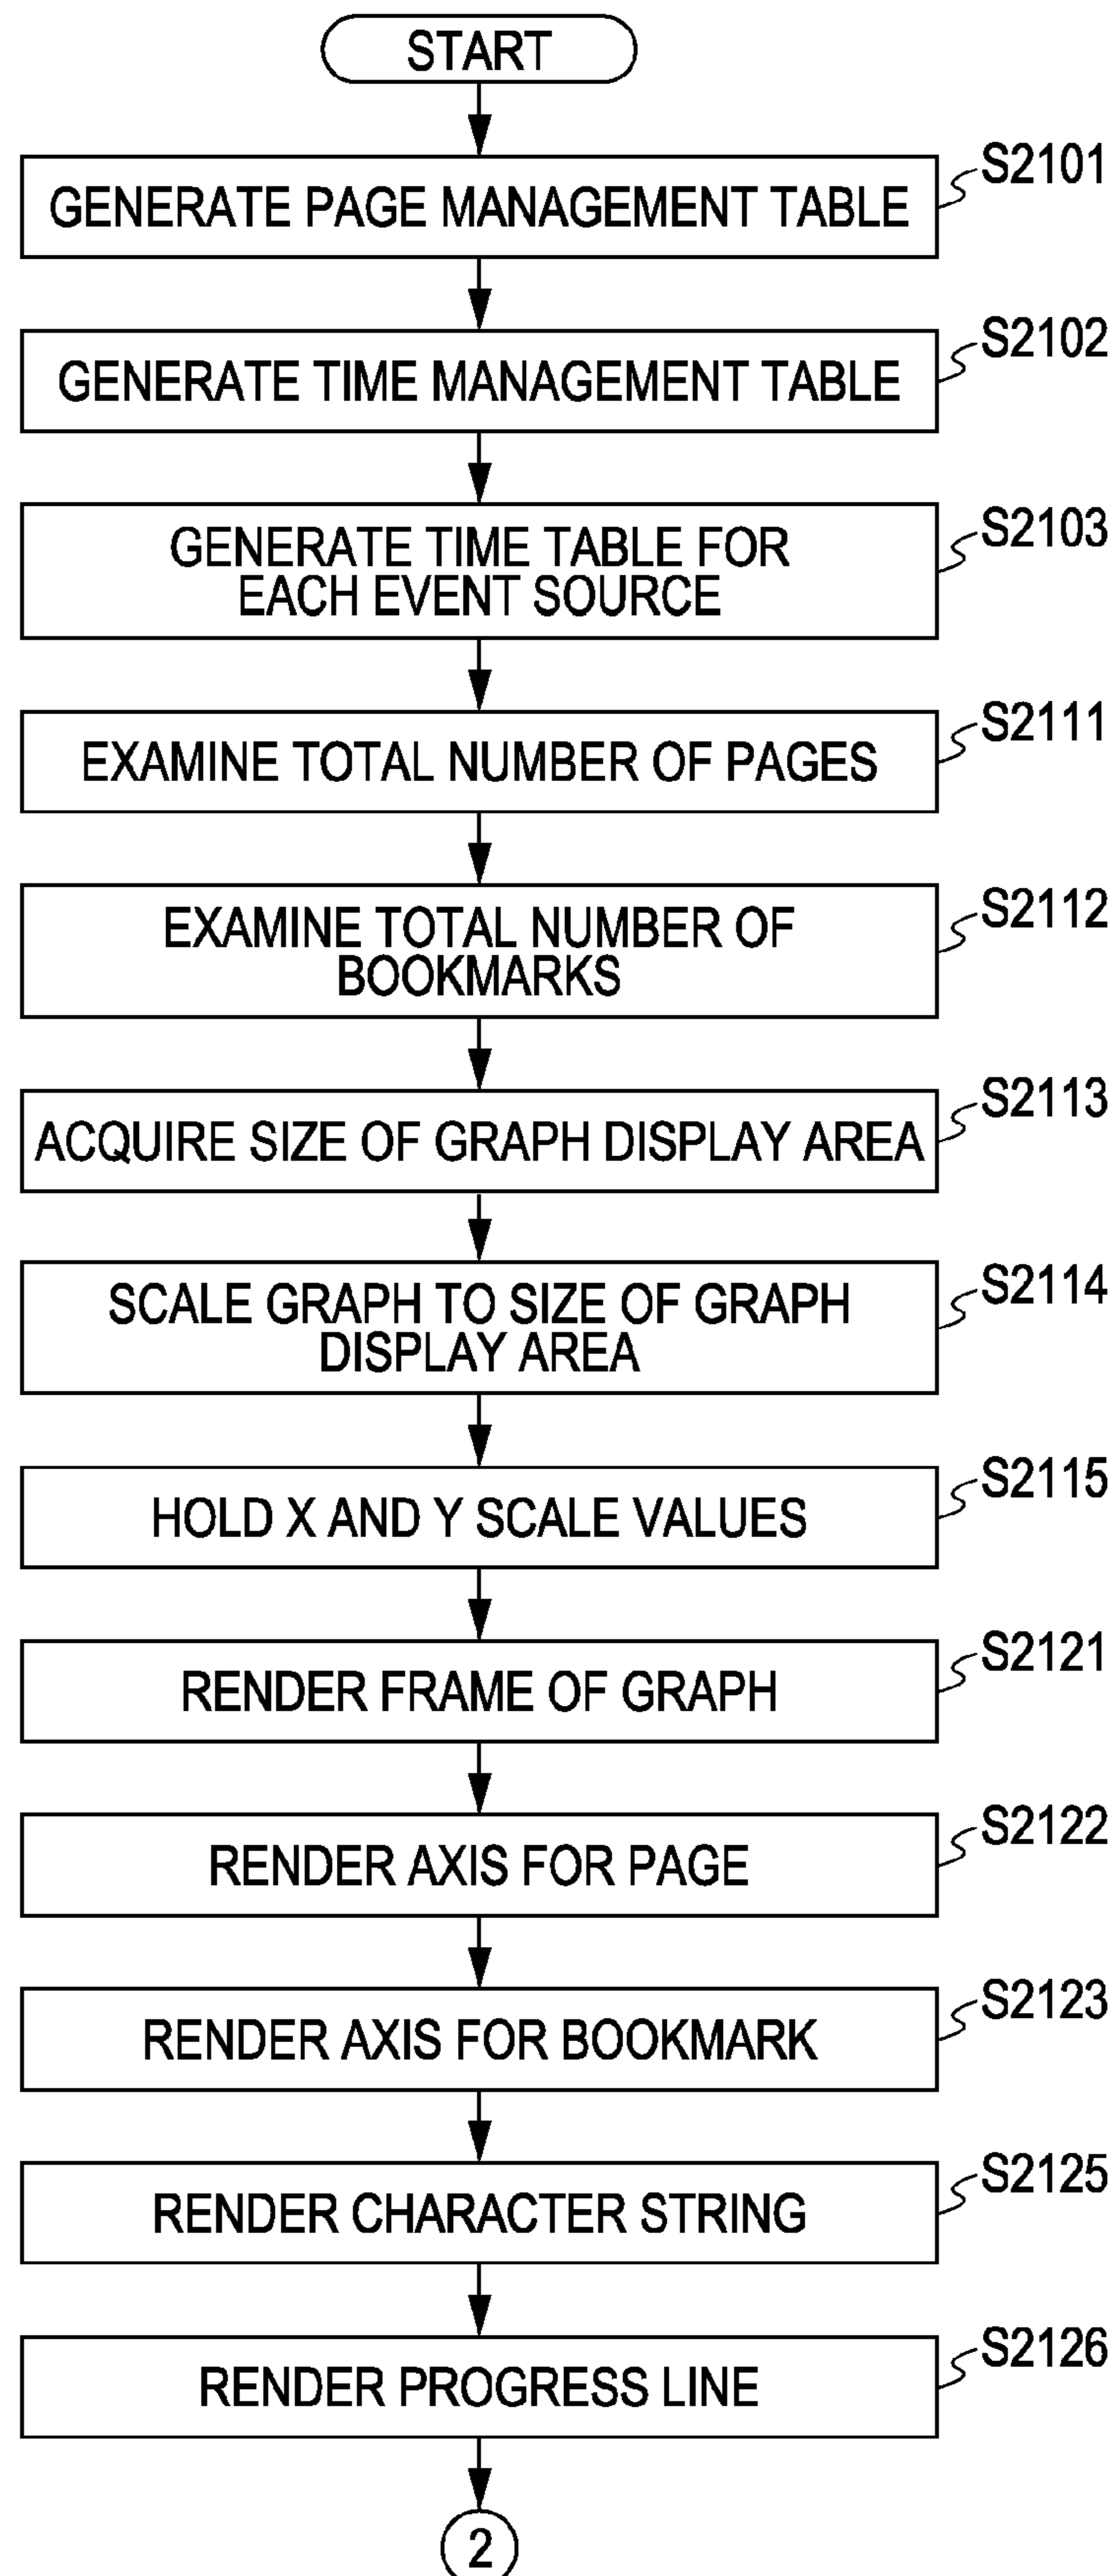 START
S2101
GENERATE PAGE MANAGEMENT TABLE
S2102
GENERATE TIME MANAGEMENT TABLE
S2103
GENERATE TIME TABLE FOR
EACH EVENT SOURCE
S2111
EXAMINE TOTAL NUMBER OF PAGES
S2112
EXAMINE TOTAL NUMBER OF
BOOKMARKS
S2113
ACQUIRE SIZE OF GRAPH DISPLAY AREA
S2114
SCALE GRAPH TO SIZE OF GRAPH
DISPLAY AREA
S2115
HOLD X AND Y SCALE VALUES
S2121
RENDER FRAME OF GRAPH
S2122
RENDER AXIS FOR PAGE
S2123
RENDER AXIS FOR BOOKMARK
S2125
RENDER CHARACTER STRING
S2126
RENDER PROGRESS LINE
2